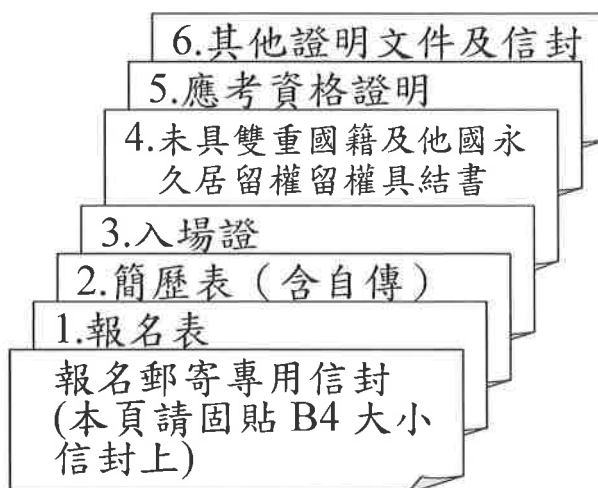 6.其他證明文件及信封
5.應考資格證明
4.未具雙重國籍及他國永
久居留權留權具結書
3.入場證
2.簡歷表（含自傳）
1.報名表
報名郵寄專用信封
(本頁請固貼 B4 大小
信封上)